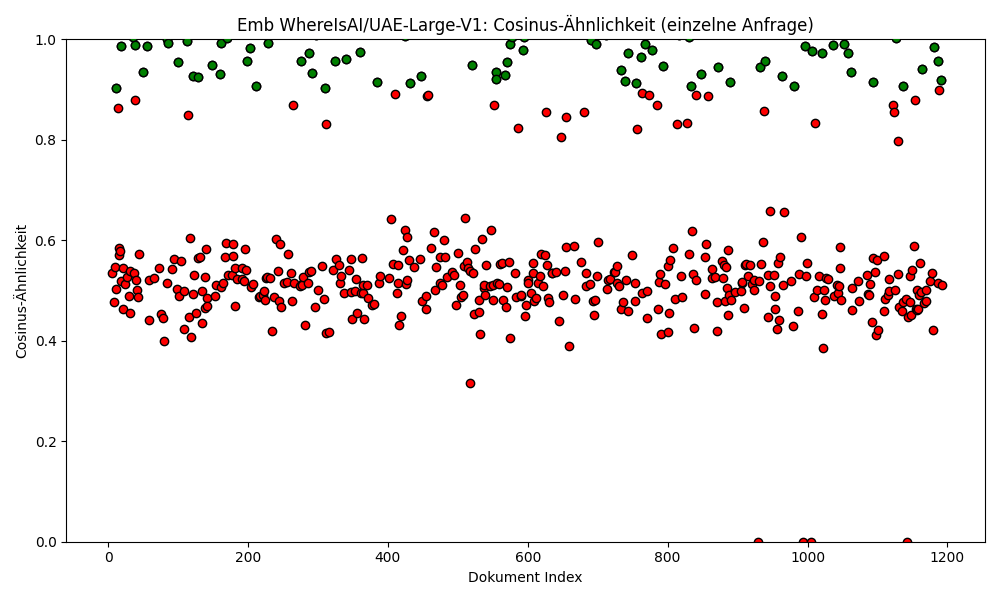 Emb WhereIsAI/UAE-Large-V1: Cosinus-Ähnlichkeit (einzelne Anfrage)
1.0
0.8
0.6
0.4
0.2
0.0
Cosinus-Ähnlichkeit
0 200 400 600 800 1000 1200
Dokument Index